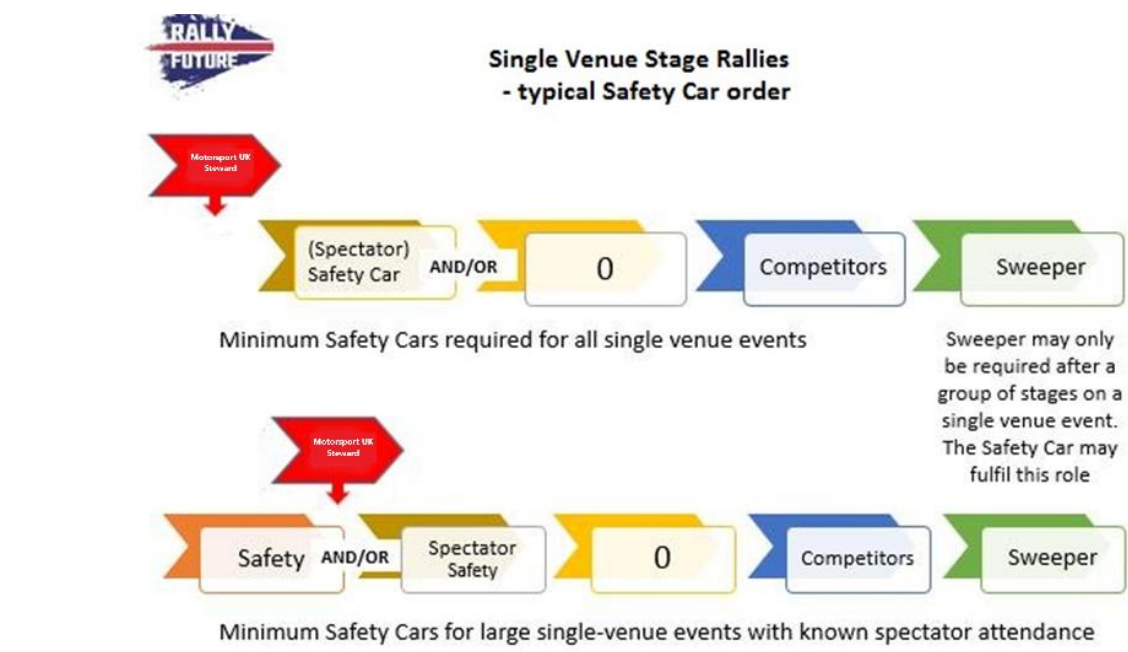 RALLY
FUTURE
Single Venue Stage Rallies
- typical Safety Car order
Motorsport UK
Steward
(Spectator)
Safety Car
AND/OR
0
Competitors
Sweeper
Minimum Safety Cars required for all single venue events
Sweeper may only
be required after a
group of stages on a
single venue event.
The Safety Car may
fulfil this role
Motorsport UK
Steward
Safety
AND/OR
Spectator
Safety
0
Competitors
Sweeper
Minimum Safety Cars for large single-venue events with known spectator attendance